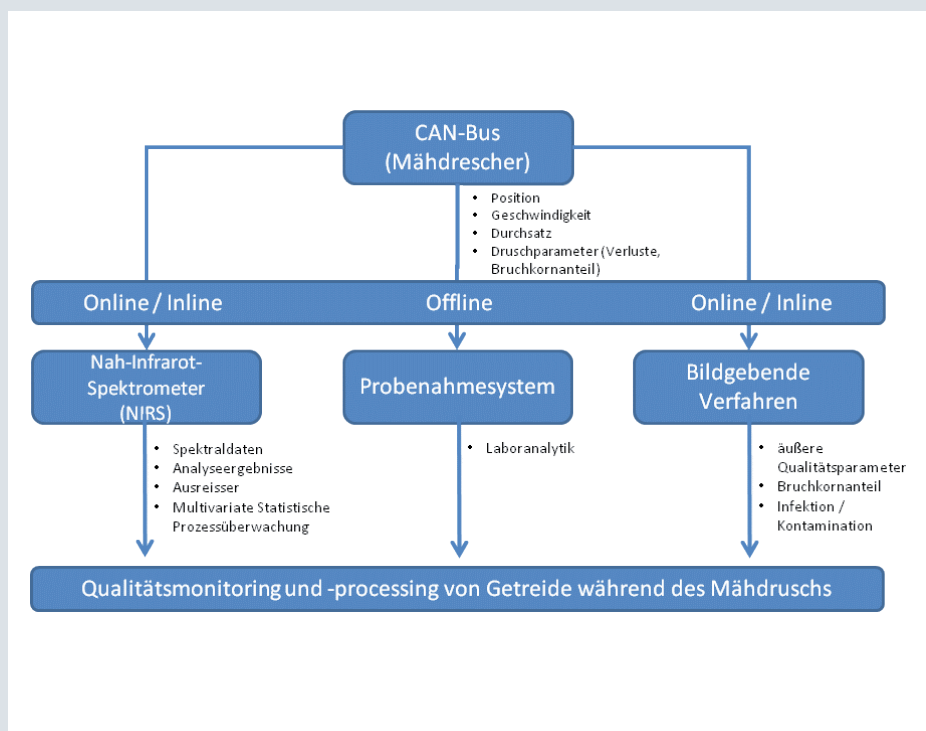 CAN-Bus
(Mähdrescher)
• Position
• Geschwindigkeit
• Durchsatz
• Druschparameter (Verluste,
Bruchkornanteil)
Online / Inline
Offline
Online / Inline
Nah-Infrarot-
Spektrometer
(NIRS)
Probenahmesystem
Bildgebende
Verfahren
• Spektraldaten
• Analyseergebnisse
• Ausreisser
• Multivariate Statistische
Prozessüberwachung
• Laboranalytik
• äußere
Qualitätsparameter
• Bruchkornanteil
• Infektion /
Kontamination
Qualitätsmonitoring und -processing von Getreide während des Mähdruschs